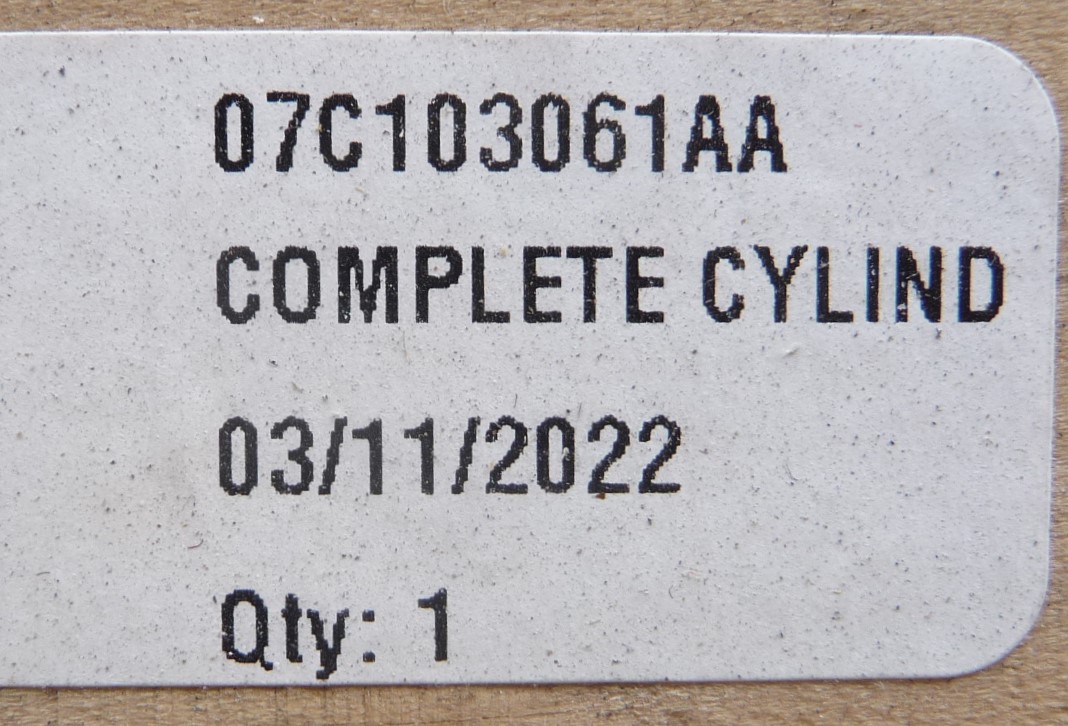 07C103061AA
COMPLETE CYLIND
03/11/2022
Qty: 1